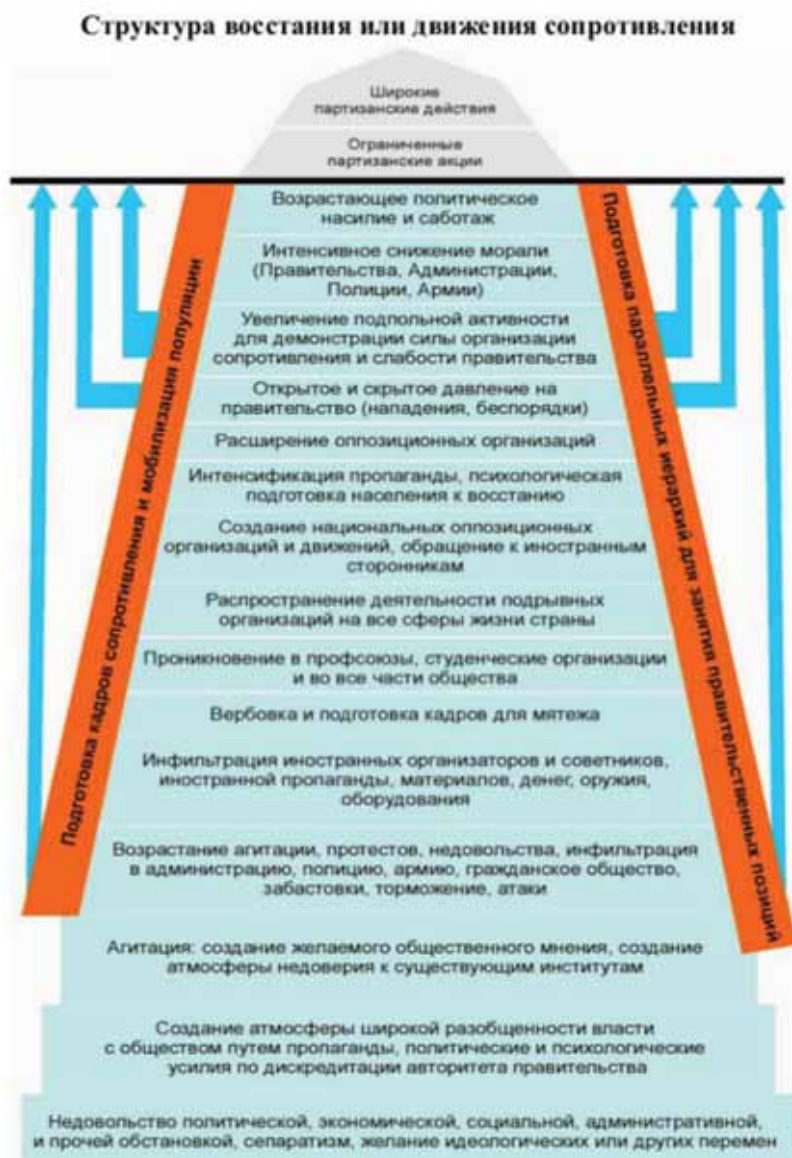 Структура восстания или движения сопротивления
Широкие
партизанские действия
Ограниченные
партизанские акции
Возрастающее политическое
насилие и саботаж
Интенсивное снижение морали
(Правительства, Администрации,
Полиции, Армии)
Увеличение подпольной активности
для демонстрации силы организации
сопротивления и слабости правительства
Открытое и скрытое давление на
правительство (нападения, беспорядки)
Расширение оппозиционных организаций
Интенсификация пропаганды, психологическая
подготовка населения к восстанию
Создание национальных оппозиционных
организаций и движений, обращение к иностранным
сторонникам
Распространение деятельности подрывных
организаций на все сферы жизни страны
Проникновение в профсоюзы, студенческие организации
и во все части общества
Вербовка и подготовка кадров для мятежа
Инфильтрация иностранных организаторов и советников,
иностранной пропаганды, материалов, денег, оружия,
оборудования
Возрастание агитации, протестов, недовольства, инфильтрация
в администрацию, полицию, армию, гражданское общество,
забастовки, торможение, атаки
Агитация: создание желаемого общественного мнения, создание
атмосферы недоверия к существующим институтам
Создание атмосферы широкой разобщенности власти
с обществом путем пропаганды, политические и психологические
усилия по дискредитации авторитета правительства
Недовольство политической, экономической, социальной, административной,
и прочей обстановкой, сепаратизм, желание идеологических или других перемен
Подготовка кадров сопротивления и мобилизация популяции
Подготовка параллельных иерархий для занятия правительственных позиций